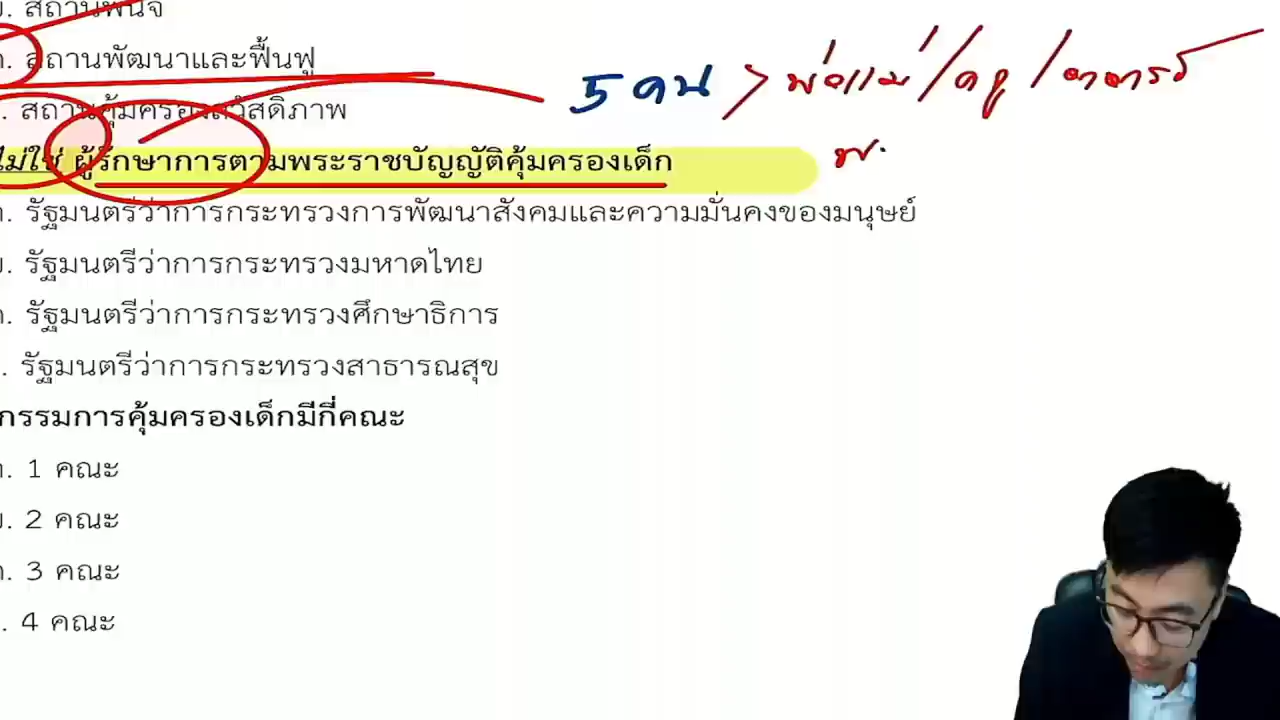 ข. สถานพินิจ
ค. สถานพัฒนาและฟื้นฟู
. สถานคุ้มครองสวัสดิภาพ
5 คน > พ่อแม่ / ครู / อาจารย์
พ.
ไม่ใช่ ผู้รักษาการตามพระราชบัญญัติคุ้มครองเด็ก
ก. รัฐมนตรีว่าการกระทรวงการพัฒนาสังคมและความมั่นคงของมนุษย์
ข. รัฐมนตรีว่าการกระทรวงมหาดไทย
ค. รัฐมนตรีว่าการกระทรวงศึกษาธิการ
. รัฐมนตรีว่าการกระทรวงสาธารณสุข
กรรมการคุ้มครองเด็กมีกี่คณะ
ก. 1 คณะ
ข. 2 คณะ
ค. 3 คณะ
. 4 คณะ